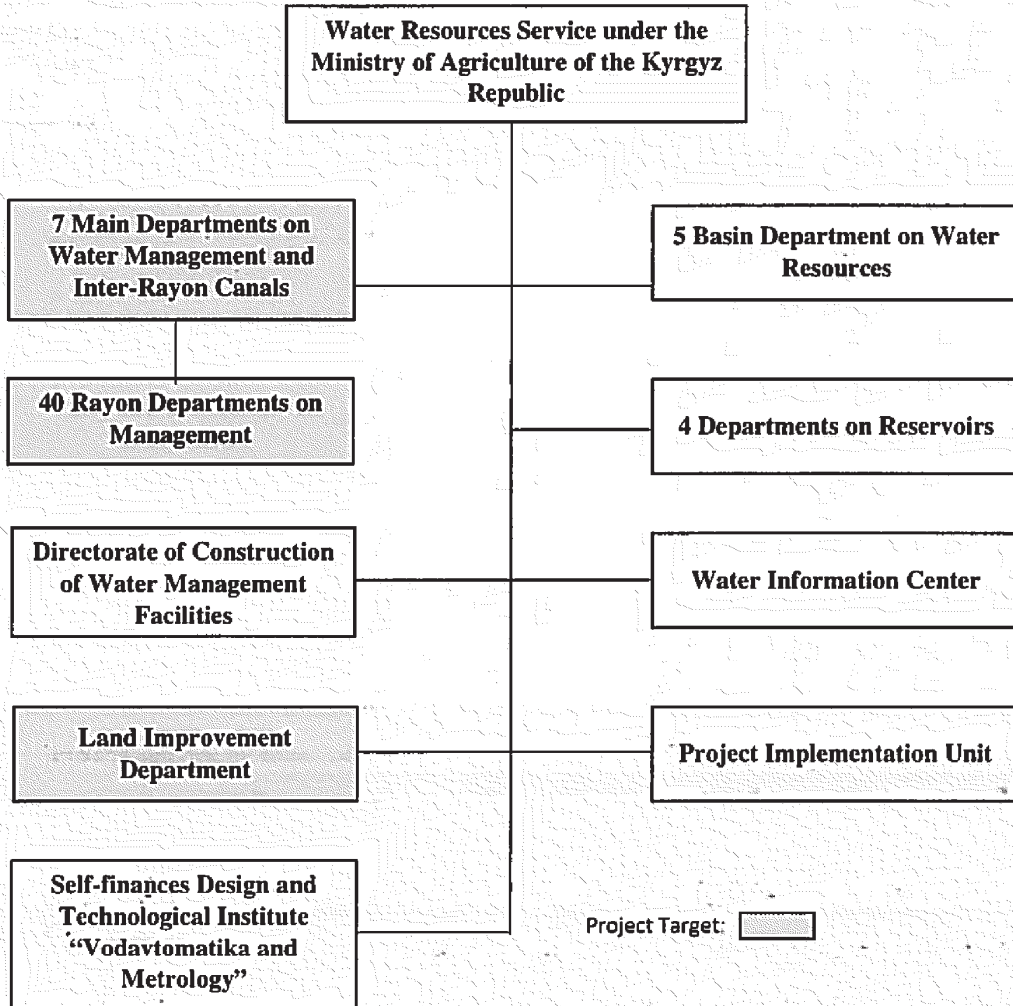 Water Resources Service under the
Ministry of Agriculture of the Kyrgyz
Republic
7 Main Departments on
Water Management and
Inter-Rayon Canals
5 Basin Department on Water
Resources
40 Rayon Departments on
Management
4 Departments on Reservoirs
Directorate of Construction
of Water Management
Facilities
Water Information Center
Land Improvement
Department
Project Implementation Unit
Self-finances Design and
Technological Institute
“Vodavtomatika and
Metrology”
Project Target: